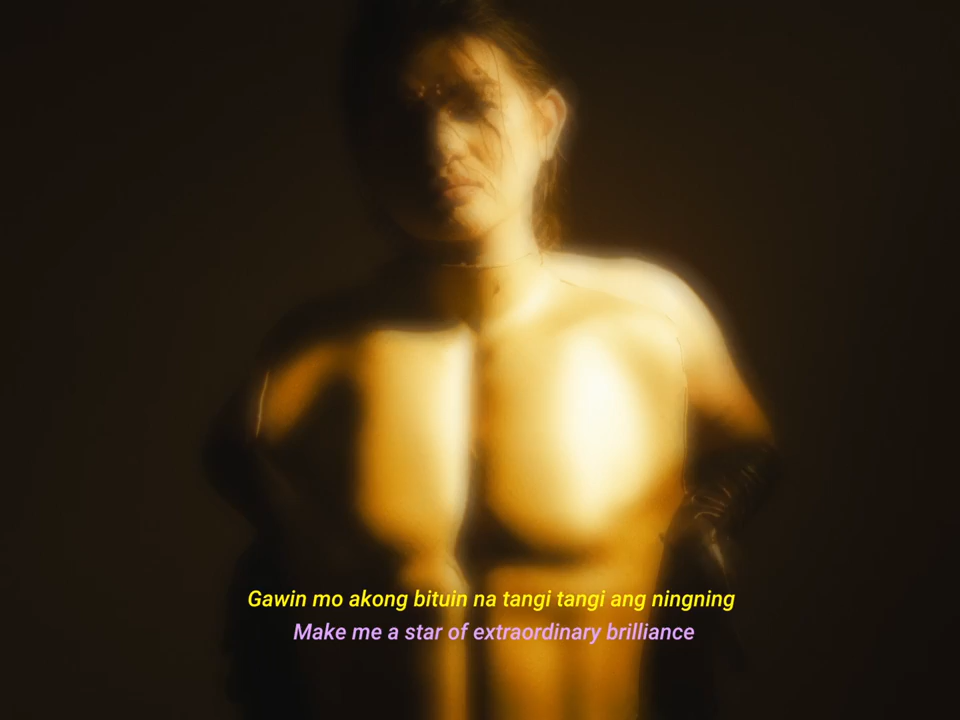 Gawin mo akong bituin na tangi tangi ang ningning
Make me a star of extraordinary brilliance